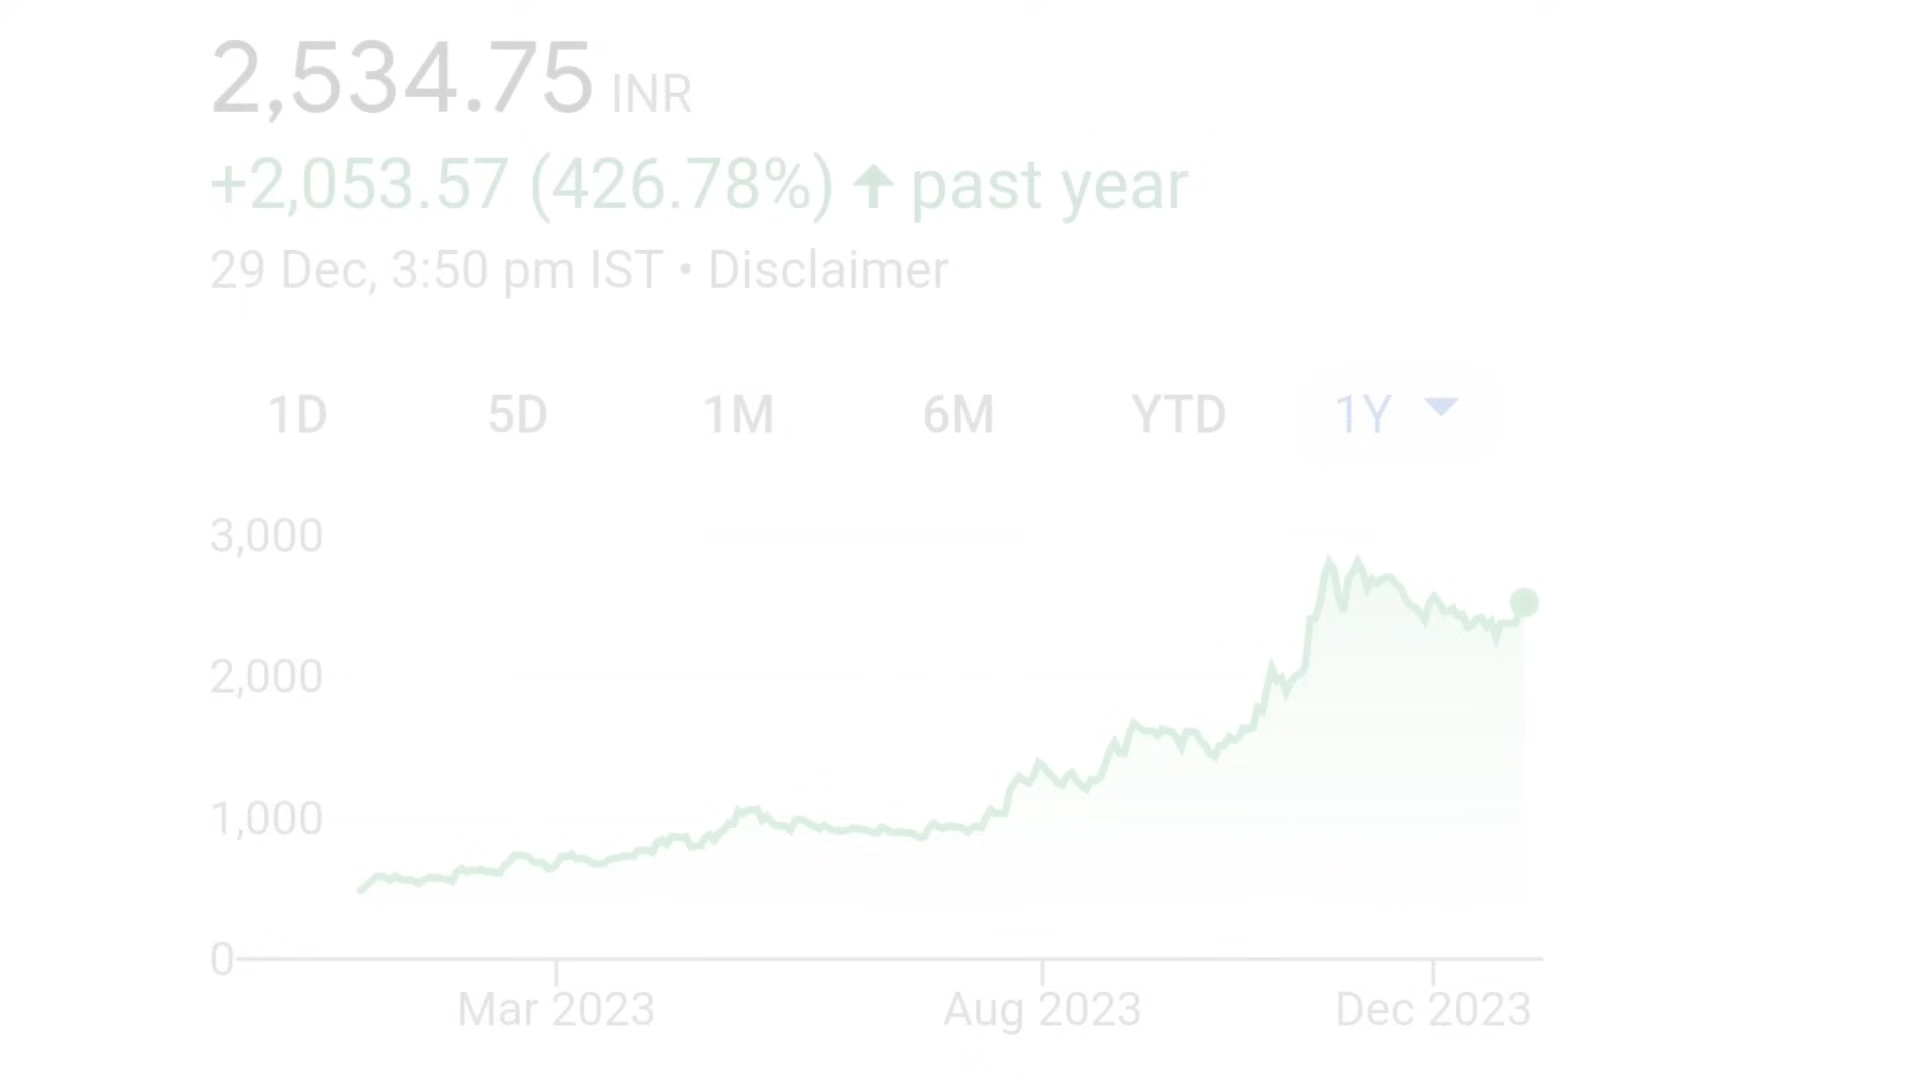 2,534.75 INR
+2,053.57 (426.78%) ↑ past year
29 Dec, 3:50 pm IST • Disclaimer
1D 5D 1M 6M YTD 1Y
3,000
2,000
1,000
0
Mar 2023 Aug 2023 Dec 2023